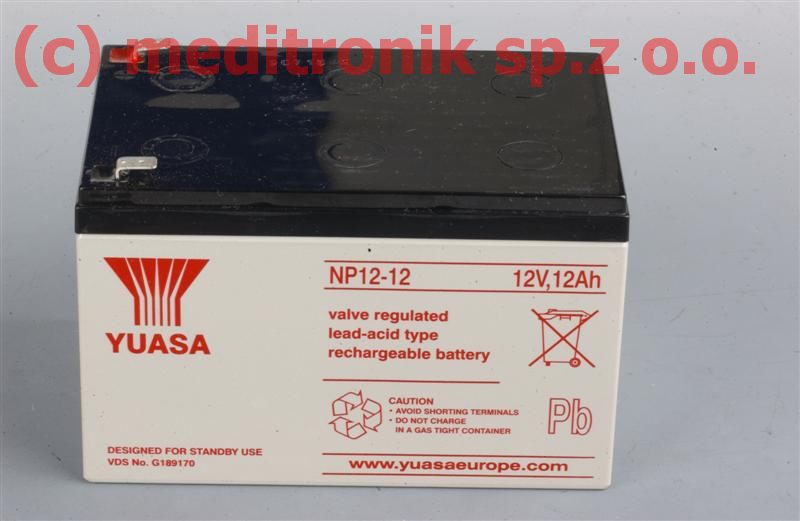 (c) meditronik sp.z o.o.
YUASA
NP12-12 12V,12Ah
valve regulated
lead-acid type
rechargeable battery
CAUTION
• AVOID SHORTING TERMINALS
• DO NOT CHARGE
IN A GAS TIGHT CONTAINER
Pb
DESIGNED FOR STANDBY USE
VDS No. G189170
www.yuasaeurope.com